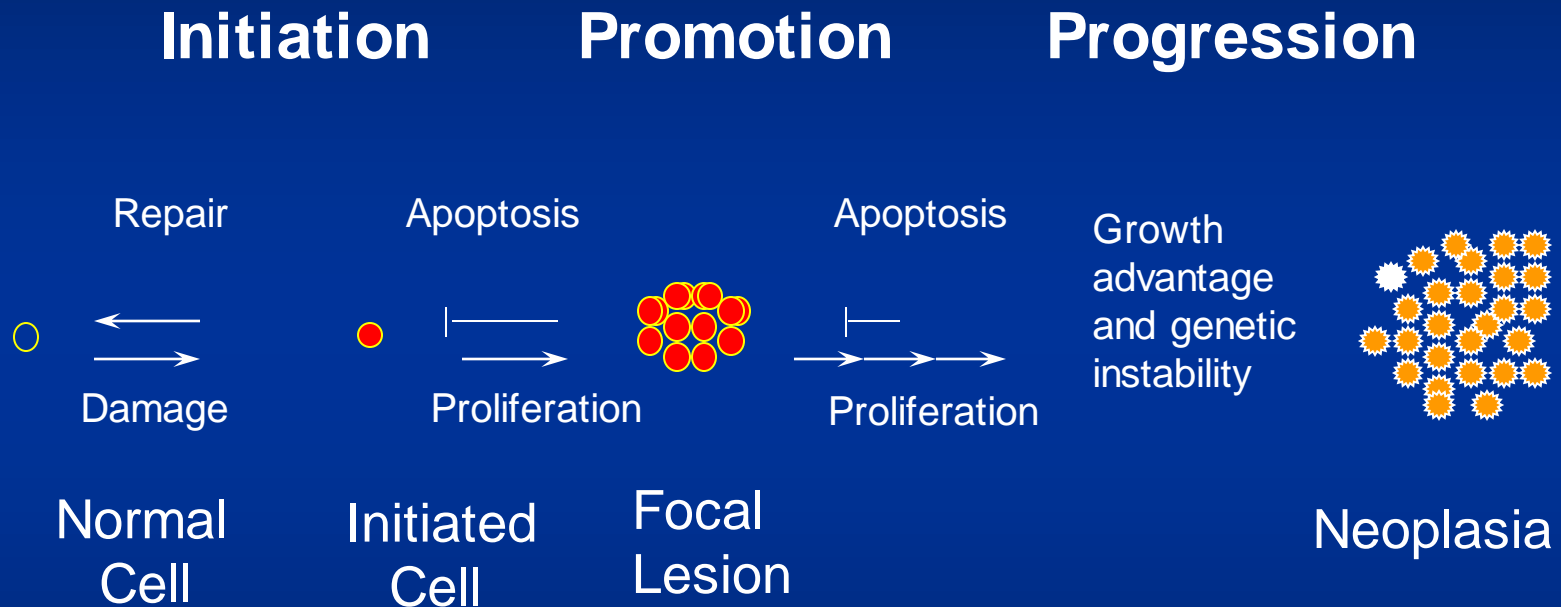 Initiation Promotion Progression
Repair Apoptosis Apoptosis
Growth
advantage
and genetic
instability
Damage Proliferation Proliferation
Normal
Cell
Initiated
Cell
Focal
Lesion
Neoplasia